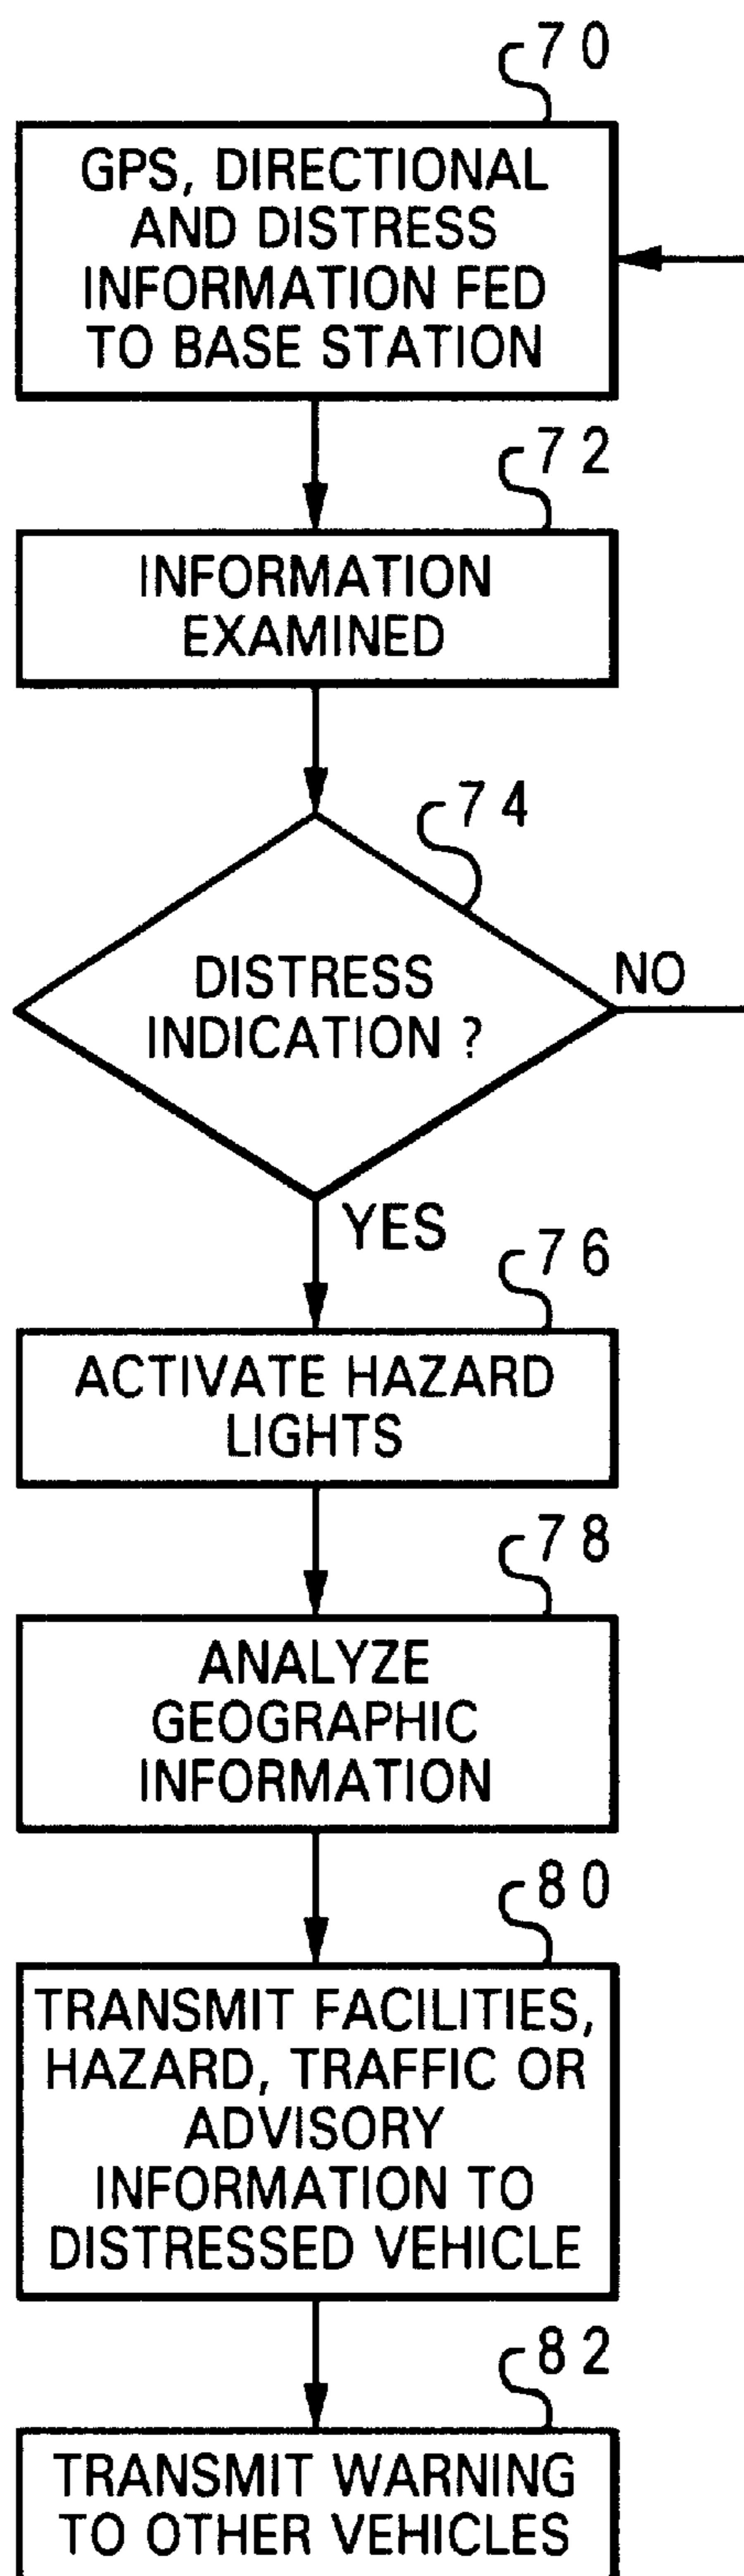 70
GPS, DIRECTIONAL
AND DISTRESS
INFORMATION FED
TO BASE STATION
72
INFORMATION
EXAMINED
74
DISTRESS
INDICATION ?
NO
YES
76
ACTIVATE HAZARD
LIGHTS
78
ANALYZE
GEOGRAPHIC
INFORMATION
80
TRANSMIT FACILITIES,
HAZARD, TRAFFIC OR
ADVISORY
INFORMATION TO
DISTRESSED VEHICLE
82
TRANSMIT WARNING
TO OTHER VEHICLES